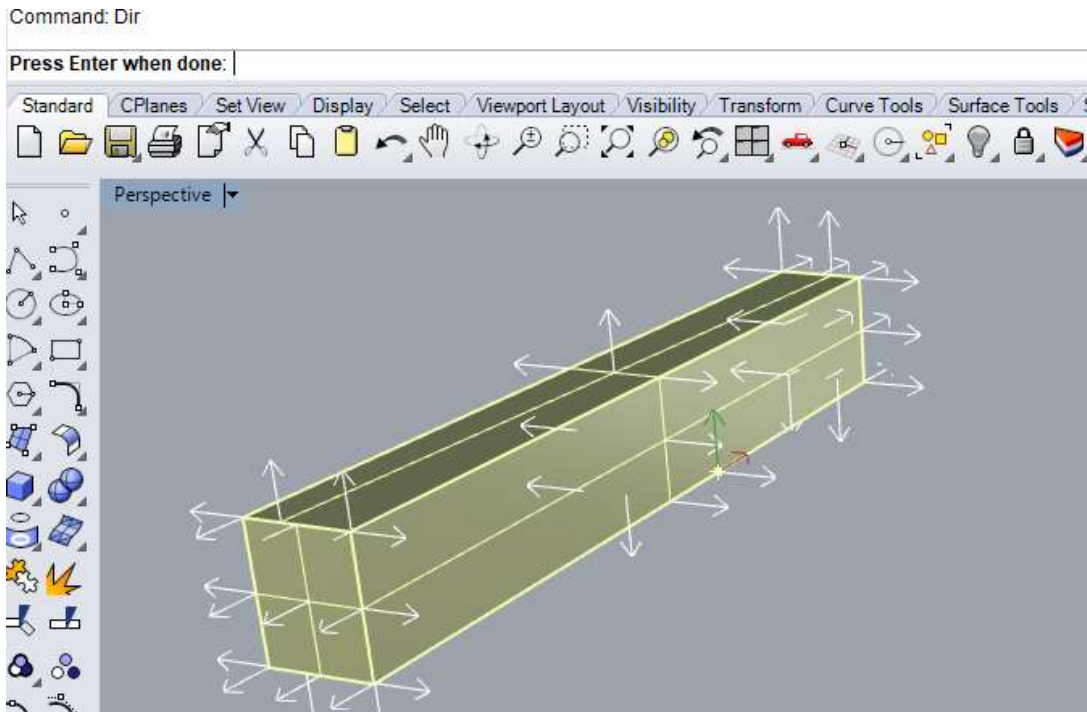 Command: Dir
Press Enter when done:
Standard CPlanes Set View Display Select Viewport Layout Visibility Transform Curve Tools Surface Tools
Perspective